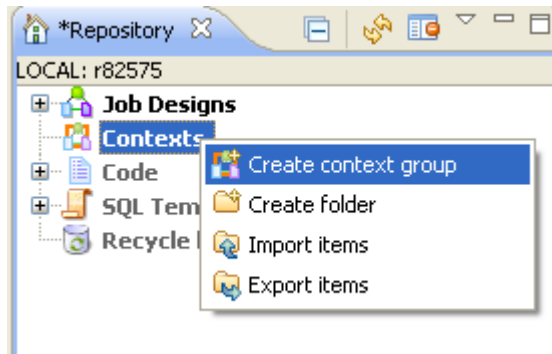 *Repository
LOCAL: r82575
Job Designs
Contexts
Create context group
Code
Create folder
SQL Tem
Import items
Recycle
Export items